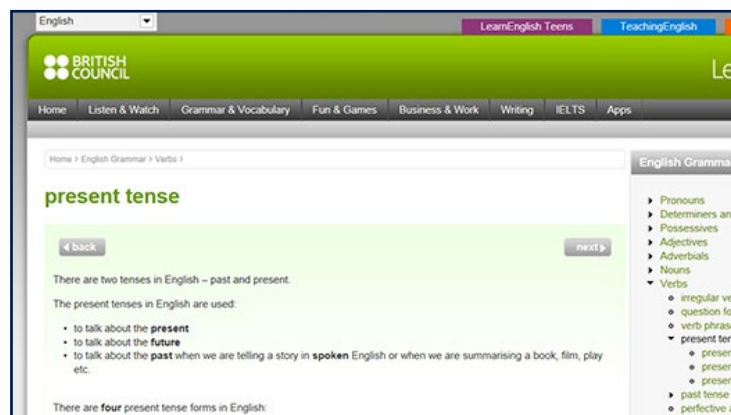 English
LearnEnglish Teens
TeachingEnglish
BRITISH
COUNCIL
Home Listen & Watch Grammar & Vocabulary Fun & Games Business & Work Writing IELTS Apps
Home > English Grammar > Verbs >
present tense
back
next
There are two tenses in English – past and present.
The present tenses in English are used:
• to talk about the present
• to talk about the future
• to talk about the past when we are telling a story in spoken English or when we are summarising a book, film, play
etc.
There are four present tense forms in English:
English Gramma
Pronouns
Determiners an
Possessives
Adjectives
Adverbials
Nouns
Verbs
irregular ve
question fo
verb phras
present ten
presen
presen
presen
past tense
perfective a